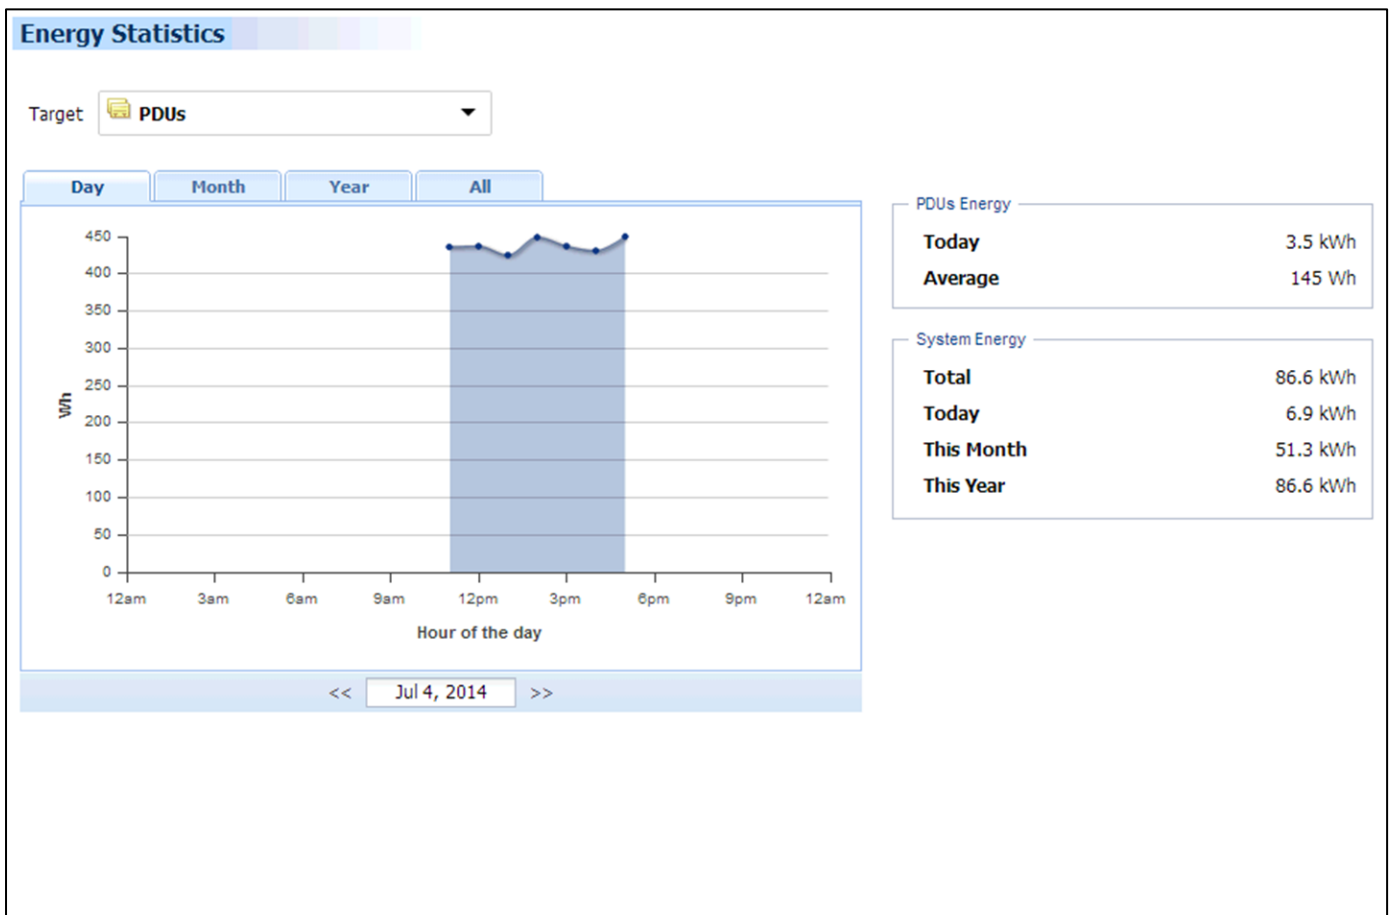 Energy Statistics
Target PDUs
Day Month Year All
450
400
350
300
250
200
150
100
50
0
Wh
12am 3am 6am 9am 12pm 3pm 6pm 9pm 12am
Hour of the day
<< Jul 4, 2014 >>
PDUs Energy
Today 3.5 kWh
Average 145 Wh
System Energy
Total 86.6 kWh
Today 6.9 kWh
This Month 51.3 kWh
This Year 86.6 kWh